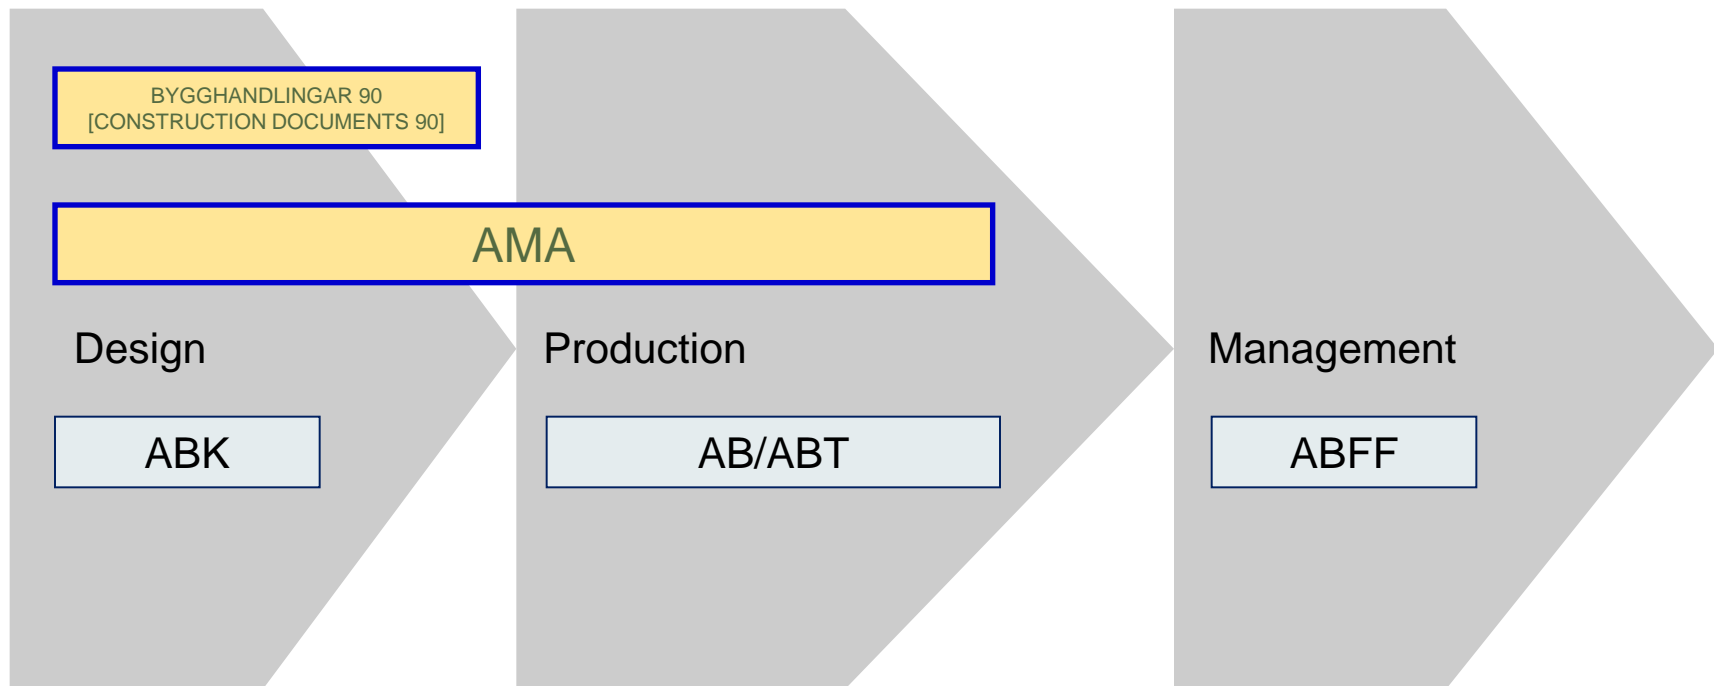 BYGGHANDLINGAR 90
[CONSTRUCTION DOCUMENTS 90]
AMA
Design
Production
Management
ABK
AB/ABT
ABFF